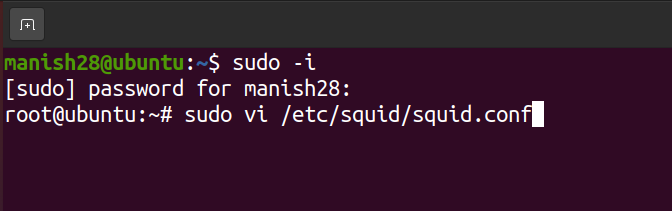 manish28@ubuntu:~$ sudo -i
[sudo] password for manish28:
root@ubuntu:~# sudo vi /etc/squid/squid.conf